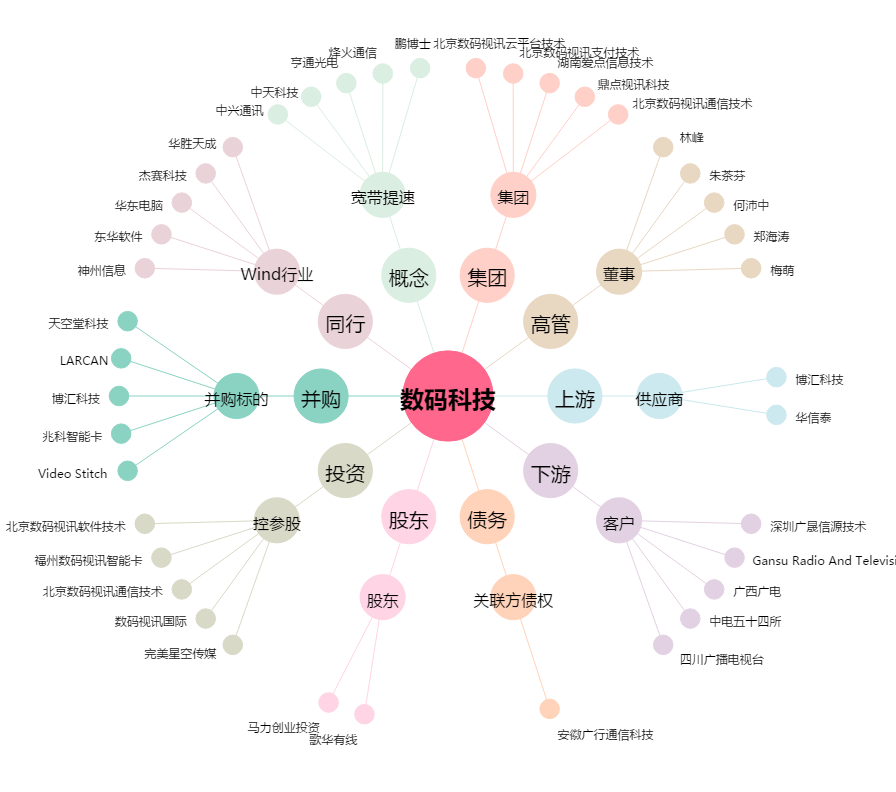 鹏博士
北京数码视讯云平台技术
烽火通信
北京数码视讯支付技术
亨通光电
湖南爱点信息技术
中天科技
鼎点视讯科技
中兴通讯
北京数码视讯通信技术
华胜天成
林峰
杰赛科技
朱茶芬
宽带提速
集团
华东电脑
何沛中
东华软件
郑海涛
神州信息
梅萌
Wind行业
董事
概念
集团
同行
高管
天空堂科技
LARCAN
博汇科技
博汇科技
并购标的
并购
数码科技
上游
供应商
华信泰
兆科智能卡
Video Stitch
投资
下游
北京数码视讯软件技术
控参股
股东
债务
客户
深圳广晟信源技术
福州数码视讯智能卡
Gansu Radio And Televisi
北京数码视讯通信技术
广西广电
股东
关联方债权
数码视讯国际
中电五十四所
完美星空传媒
四川广播电视台
马力创业投资
歌华有线
安徽广行通信科技